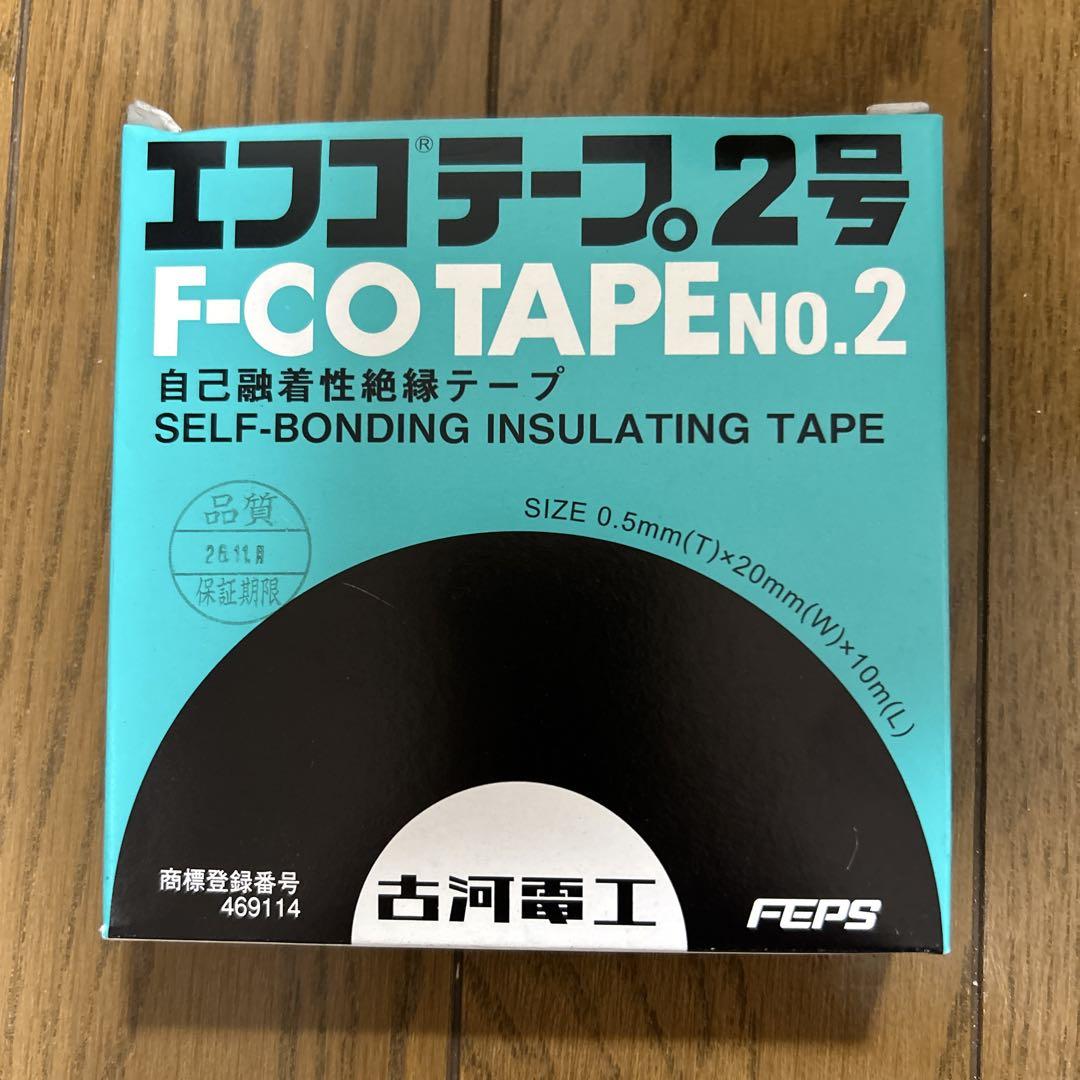 エフコ®テープ2号
F-CO TAPE NO.2
自己融着性絶縁テープ
SELF-BONDING INSULATING TAPE
品質
26.11月
保証期限
SIZE 0.5mm(T)×20mm(W)×10m(L)
商標登録番号
469114
古河電工
FEPS